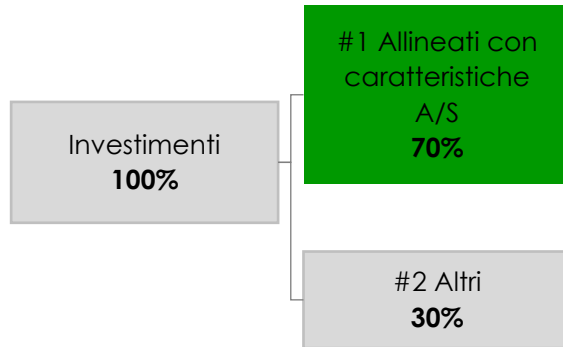 #1 Allineati con
caratteristiche
A/S
70%
Investimenti
100%
#2 Altri
30%